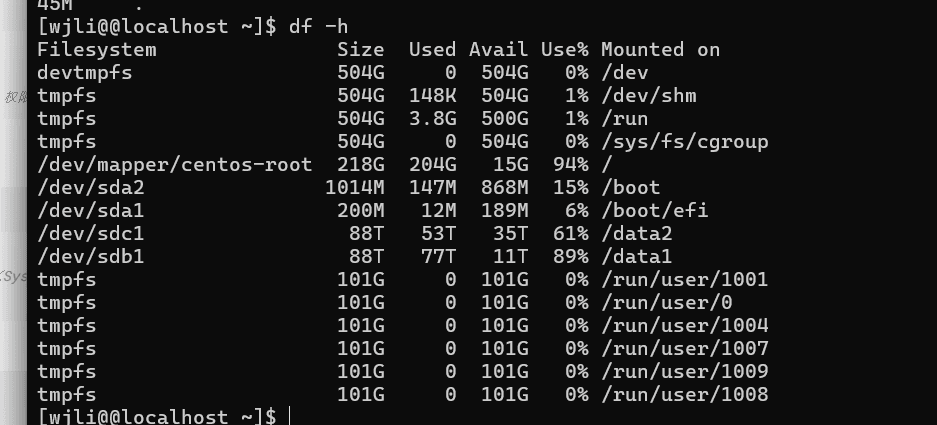 45M     .
[wjli@@localhost ~]$ df -h
Filesystem               Size  Used Avail Use% Mounted on
devtmpfs                 504G     0  504G   0% /dev
tmpfs                    504G  148K  504G   1% /dev/shm
tmpfs                    504G  3.8G  500G   1% /run
tmpfs                    504G     0  504G   0% /sys/fs/cgroup
/dev/mapper/centos-root  218G  204G   15G  94% /
/dev/sda2               1014M  147M  868M  15% /boot
/dev/sda1                200M   12M  189M   6% /boot/efi
/dev/sdc1                 88T   53T   35T  61% /data2
/dev/sdb1                 88T   77T   11T  89% /data1
tmpfs                    101G     0  101G   0% /run/user/1001
tmpfs                    101G     0  101G   0% /run/user/0
tmpfs                    101G     0  101G   0% /run/user/1004
tmpfs                    101G     0  101G   0% /run/user/1007
tmpfs                    101G     0  101G   0% /run/user/1009
tmpfs                    101G     0  101G   0% /run/user/1008
[wjli@@localhost ~]$
权限
(Sys